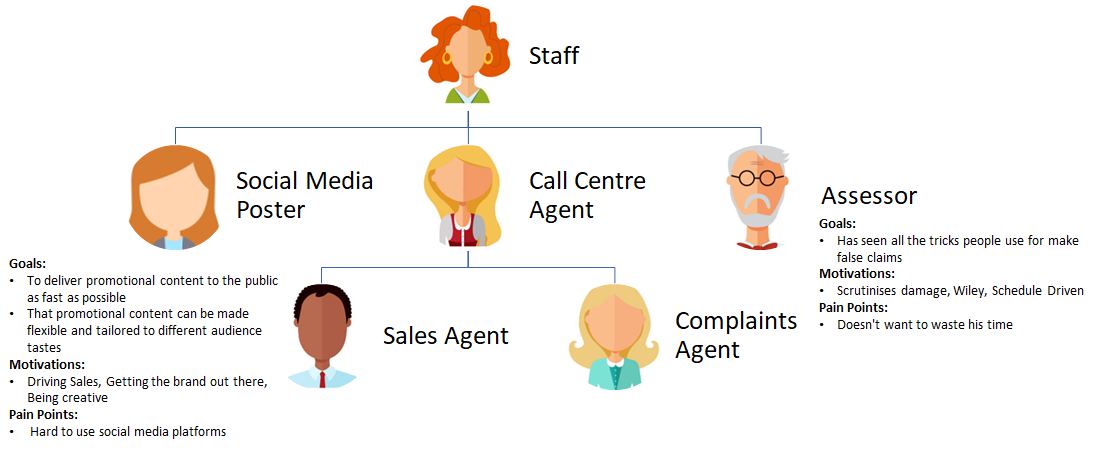 Staff
Social Media
Poster
Call Centre
Agent
Assessor
Goals:
• Has seen all the tricks people use for make
false claims
Motivations:
• Scrutinises damage, Wiley, Schedule Driven
Pain Points:
• Doesn't want to waste his time
Goals:
• To deliver promotional content to the public
as fast as possible
• That promotional content can be made
flexible and tailored to different audience
tastes
Motivations:
• Driving Sales, Getting the brand out there,
Being creative
Pain Points:
• Hard to use social media platforms
Sales Agent
Complaints
Agent